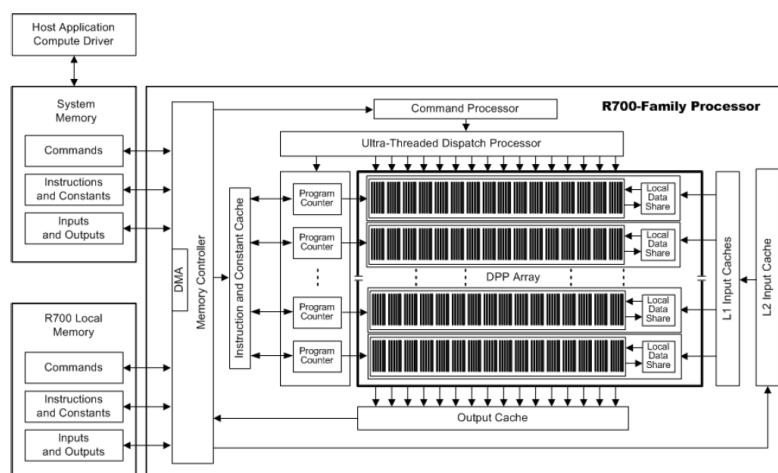 Host Application
Compute Driver
System
Memory
Commands
Instructions
and Constants
Inputs
and Outputs
R700 Local
Memory
Commands
Instructions
and Constants
Inputs
and Outputs
R700-Family Processor
DMA
Memory Controller
Command Processor
Ultra-Threaded Dispatch Processor
Instruction and Constant Cache
Program
Counter
Program
Counter
Program
Counter
Program
Counter
Local
Data
Share
Local
Data
Share
DPP Array
Local
Data
Share
Local
Data
Share
L1 Input Caches
L2 Input Cache
Output Cache